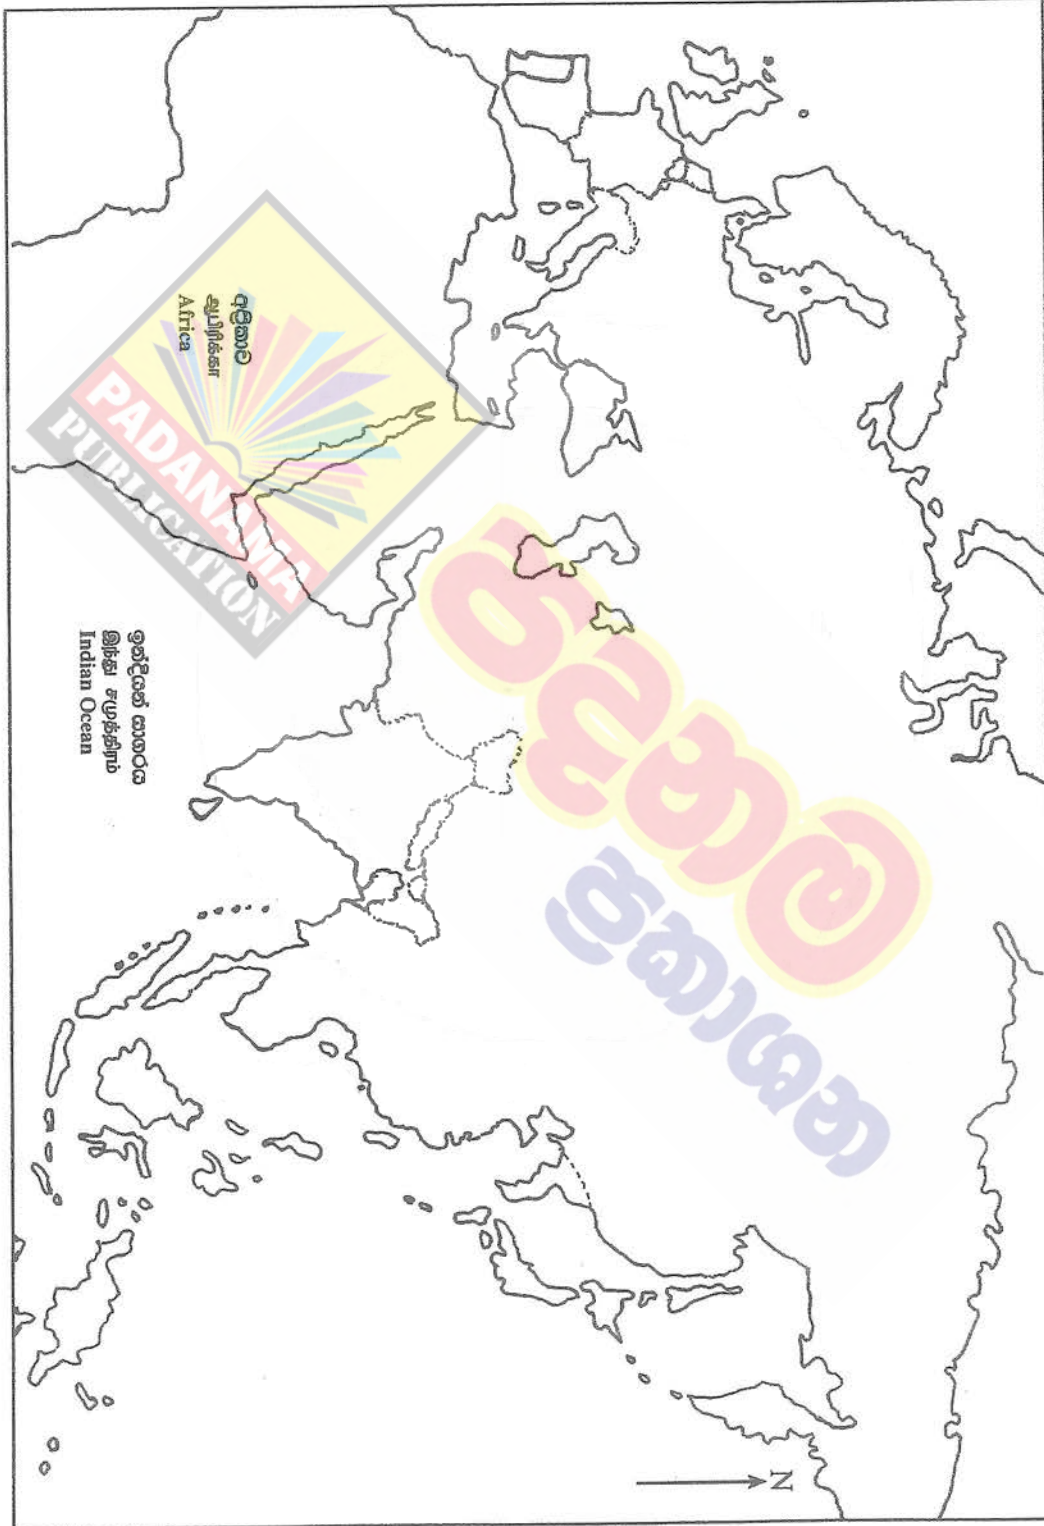 අප්‍රිකාව
ஆபிரிக்கா
Africa
PADANAMA
PUBLICATION
ඉන්දියන් සාගරය
இந்து சமுத்திரம்
Indian Ocean
N